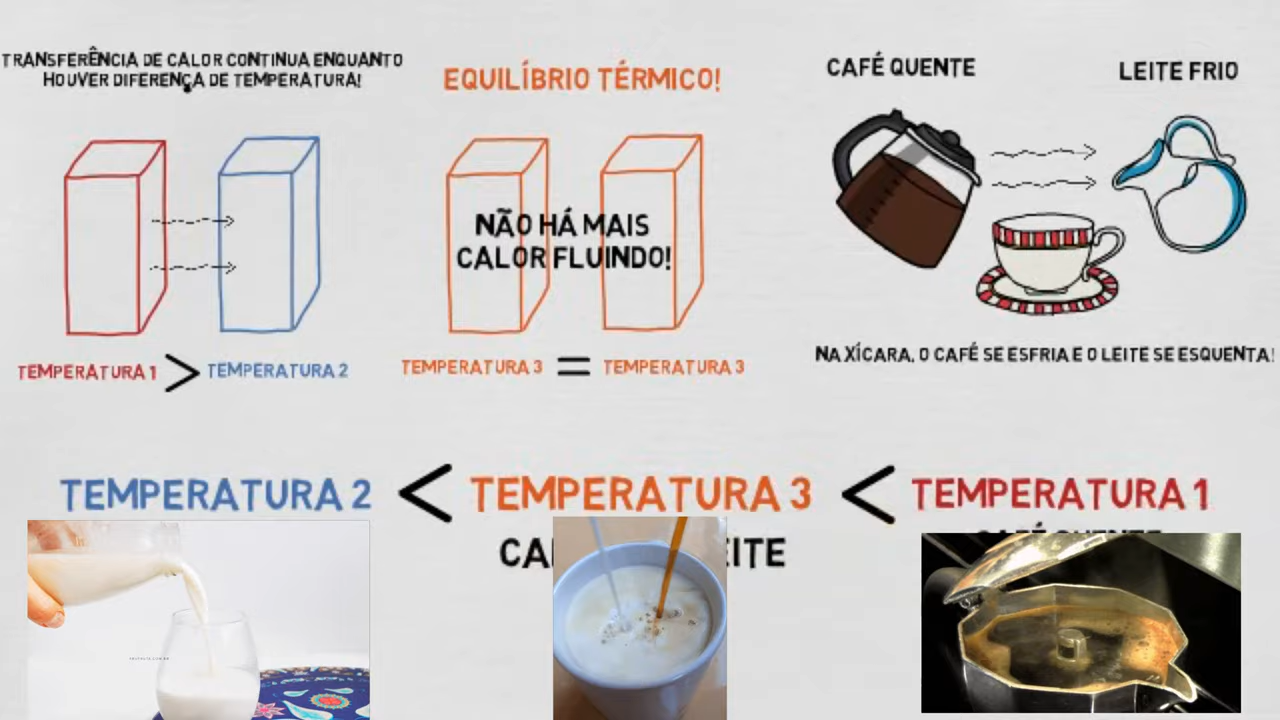 TRANSFERÊNCIA DE CALOR CONTINUA ENQUANTO
HOUVER DIFERENÇA DE TEMPERATURA!
TEMPERATURA 1 > TEMPERATURA 2
EQUILÍBRIO TÉRMICO!
NÃO HÁ MAIS
CALOR FLUINDO!
TEMPERATURA 3 = TEMPERATURA 3
CAFÉ QUENTE
LEITE FRIO
NA XÍCARA, O CAFÉ SE ESFRIA E O LEITE SE ESQUENTA!
TEMPERATURA 2 < TEMPERATURA 3 < TEMPERATURA 1